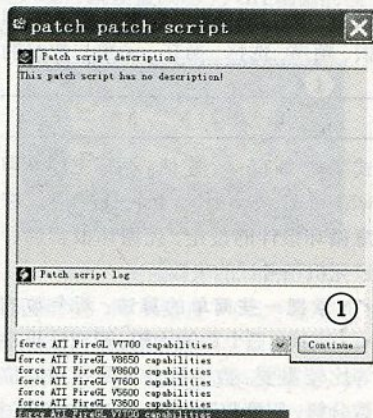 patch patch script
Patch script description
This patch script has no description!
Patch script log
①
force ATI FireGL V7700 capabilities
Continue
force ATI FireGL V8650 capabilities
force ATI FireGL V8600 capabilities
force ATI FireGL V7600 capabilities
force ATI FireGL V5600 capabilities
force ATI FireGL V3600 capabilities
force ATI FireGL V7700 capabilities